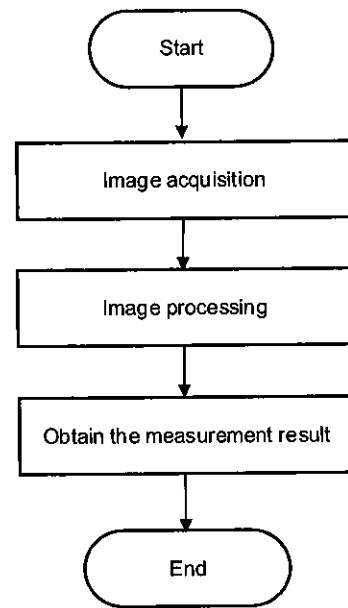 Start
Image acquisition
Image processing
Obtain the measurement result
End